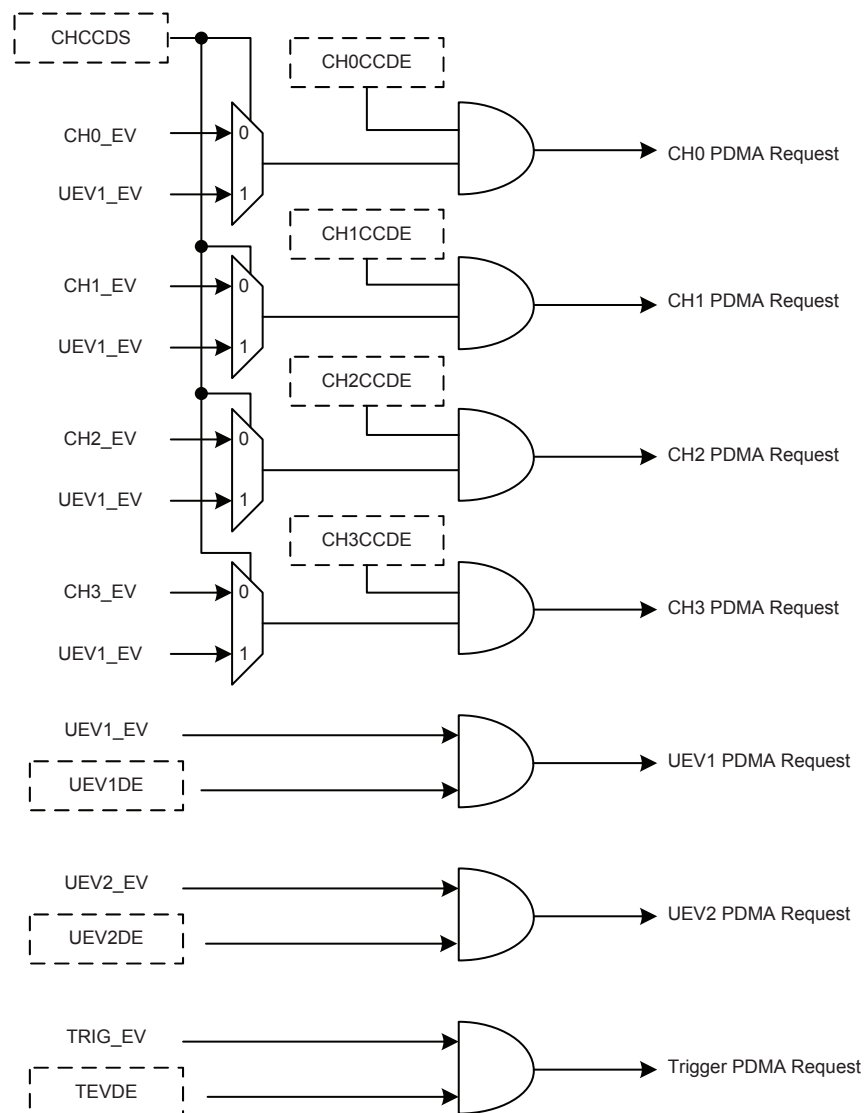 CHCCDS
CH0CCDE
CH0_EV
0
CH0 PDMA Request
UEV1_EV
1
CH1CCDE
CH1_EV
0
CH1 PDMA Request
UEV1_EV
1
CH2CCDE
CH2_EV
0
CH2 PDMA Request
UEV1_EV
1
CH3CCDE
CH3_EV
0
CH3 PDMA Request
UEV1_EV
1
UEV1_EV
UEV1 PDMA Request
UEV1DE
UEV2_EV
UEV2 PDMA Request
UEV2DE
TRIG_EV
Trigger PDMA Request
TEVDE